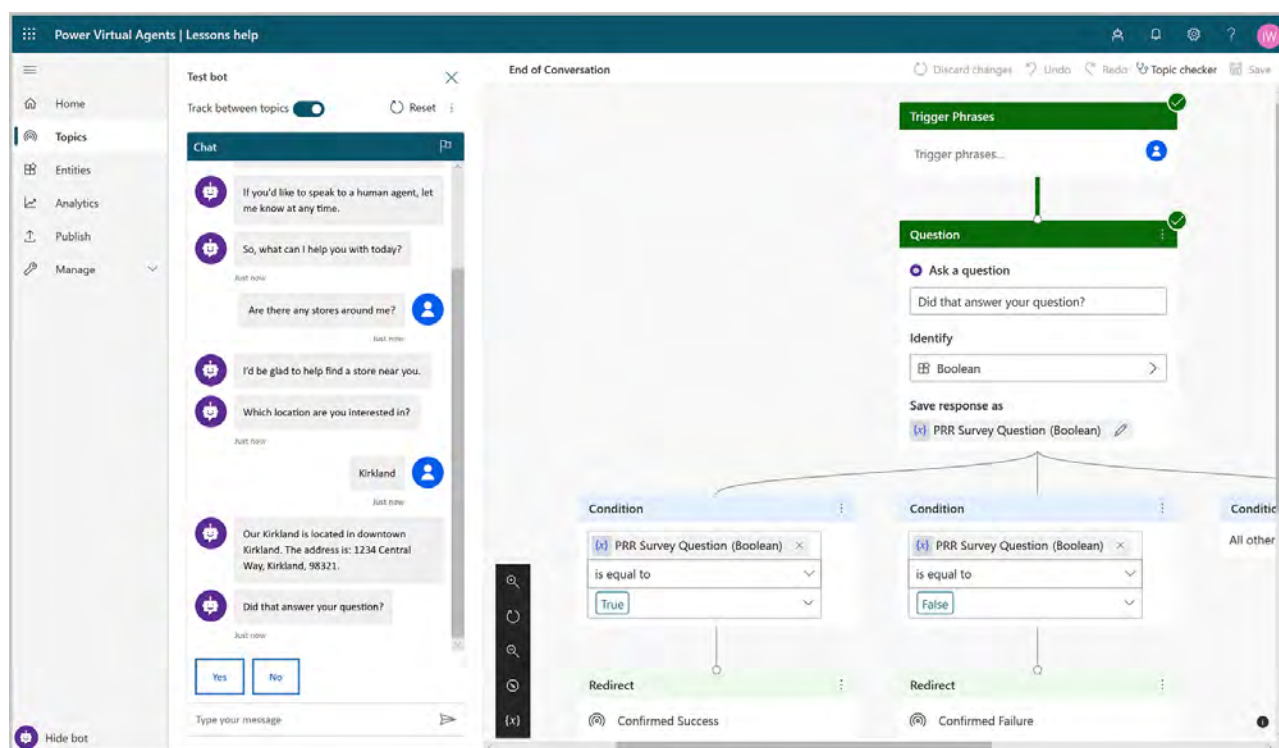 Power Virtual Agents | Lessons help
?
IW
Home
Topics
Entities
Analytics
Publish
Manage
Hide bot
Test bot
Track between topics
Reset
Chat
If you'd like to speak to a human agent, let
me know at any time.
So, what can I help you with today?
Just now
Are there any stores around me?
Just now
I'd be glad to help find a store near you.
Which location are you interested in?
Just now
Kirkland
Just now
Our Kirkland is located in downtown
Kirkland. The address is: 1234 Central
Way, Kirkland, 98321.
Did that answer your question?
Just now
Yes
No
Type your message
End of Conversation
Discard changes
Undo
Redo
Topic checker
Save
Trigger Phrases
Trigger phrases...
Question
Ask a question
Did that answer your question?
Identify
Boolean
Save response as
{x} PRR Survey Question (Boolean)
Condition
{x} PRR Survey Question (Boolean)
is equal to
True
Redirect
Confirmed Success
Condition
{x} PRR Survey Question (Boolean)
is equal to
False
Redirect
Confirmed Failure
Conditic
All other
{x}